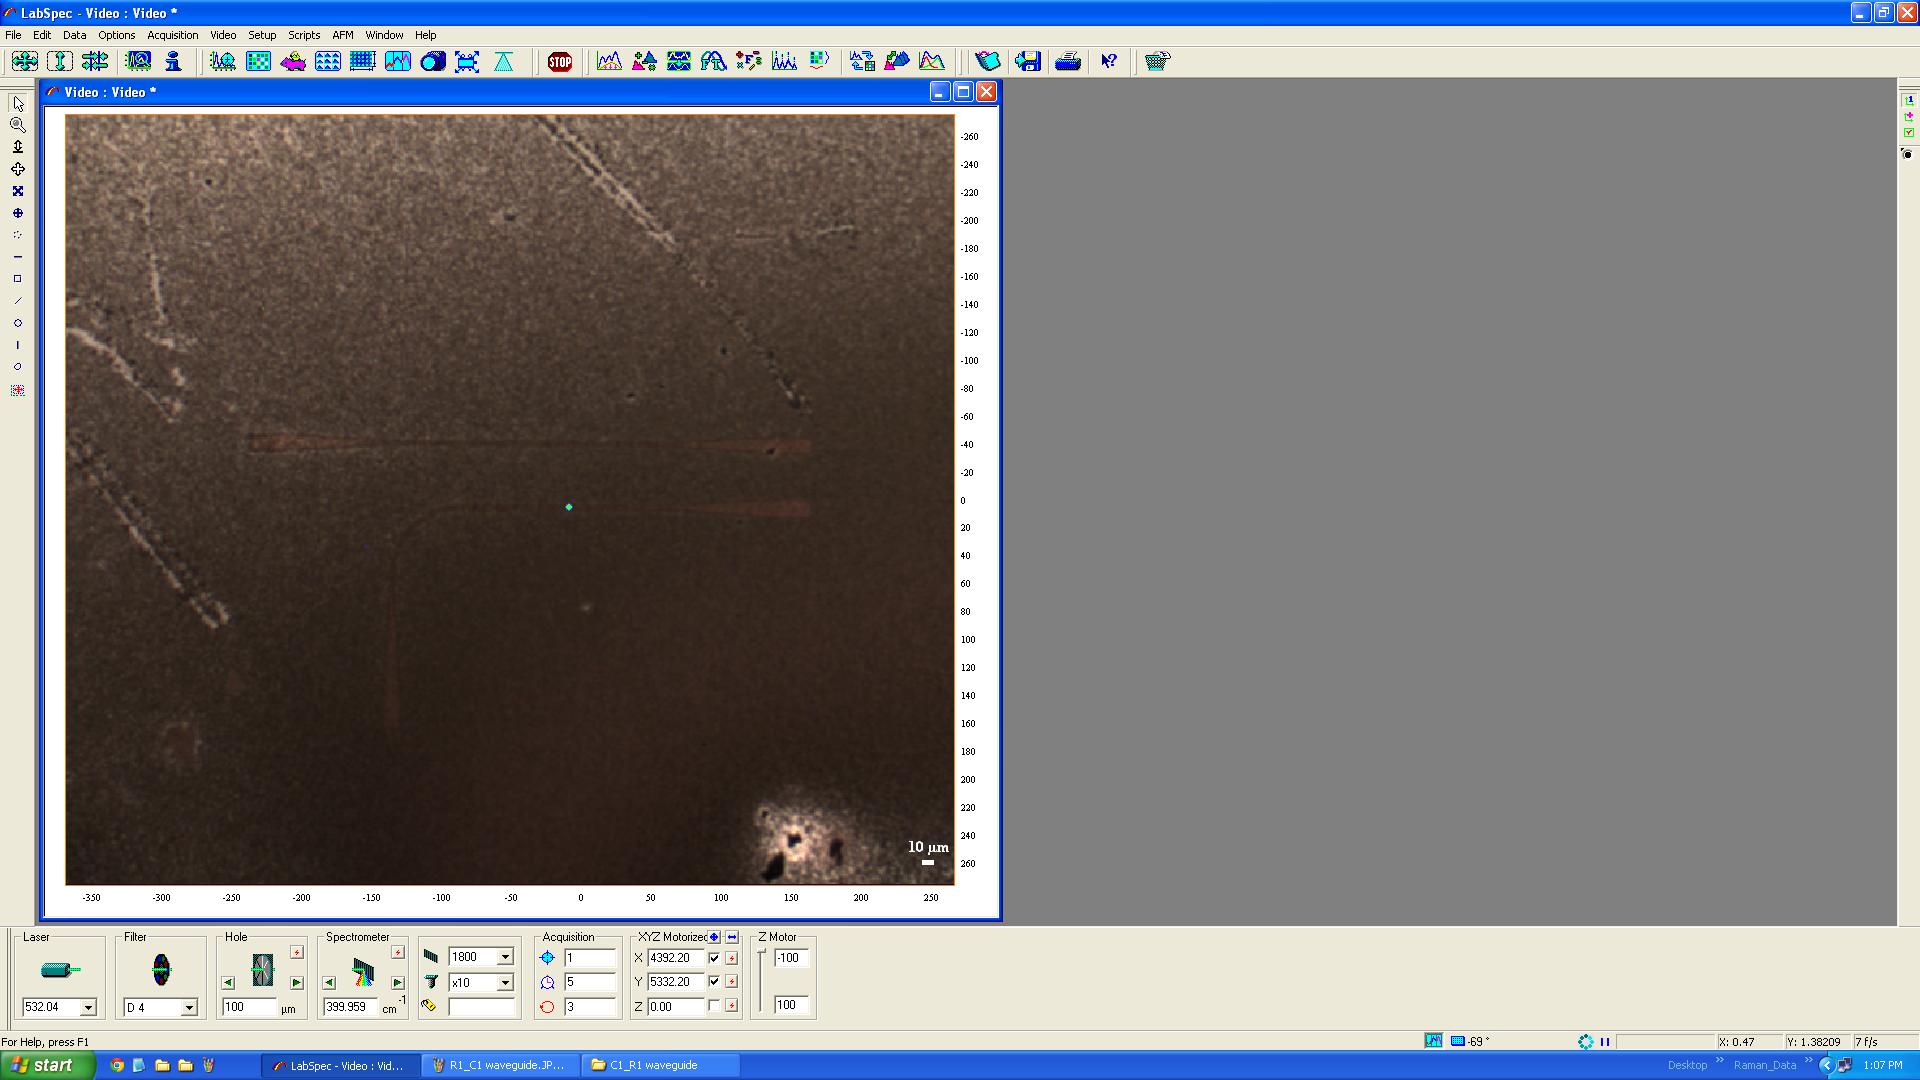 LabSpec - Video : Video *
File Edit Data Options Acquisition Video Setup Scripts AFM Window Help
STOP
Video : Video *
-260
-240
-220
-200
-180
-160
-140
-120
-100
-80
-60
-40
-20
0
20
40
60
80
100
120
140
160
180
200
220
240
260
10 µm
-350 -300 -250 -200 -150 -100 -50 0 50 100 150 200 250
Laser Filter Hole Spectrometer Acquisition XYZ Motorized Z Motor
1800 1 X 4392.20 -100
x10 5 Y 5332.20
532.04 D 4 100 µm 399.959 cm-1 3 Z 0.00 100
For Help, press F1 -69 ° X: 0.47 Y: 1.38209 7 f/s
start LabSpec - Video : Vid... R1_C1 waveguide.JP... C1_R1 waveguide Desktop » Raman_Data » 1:07 PM